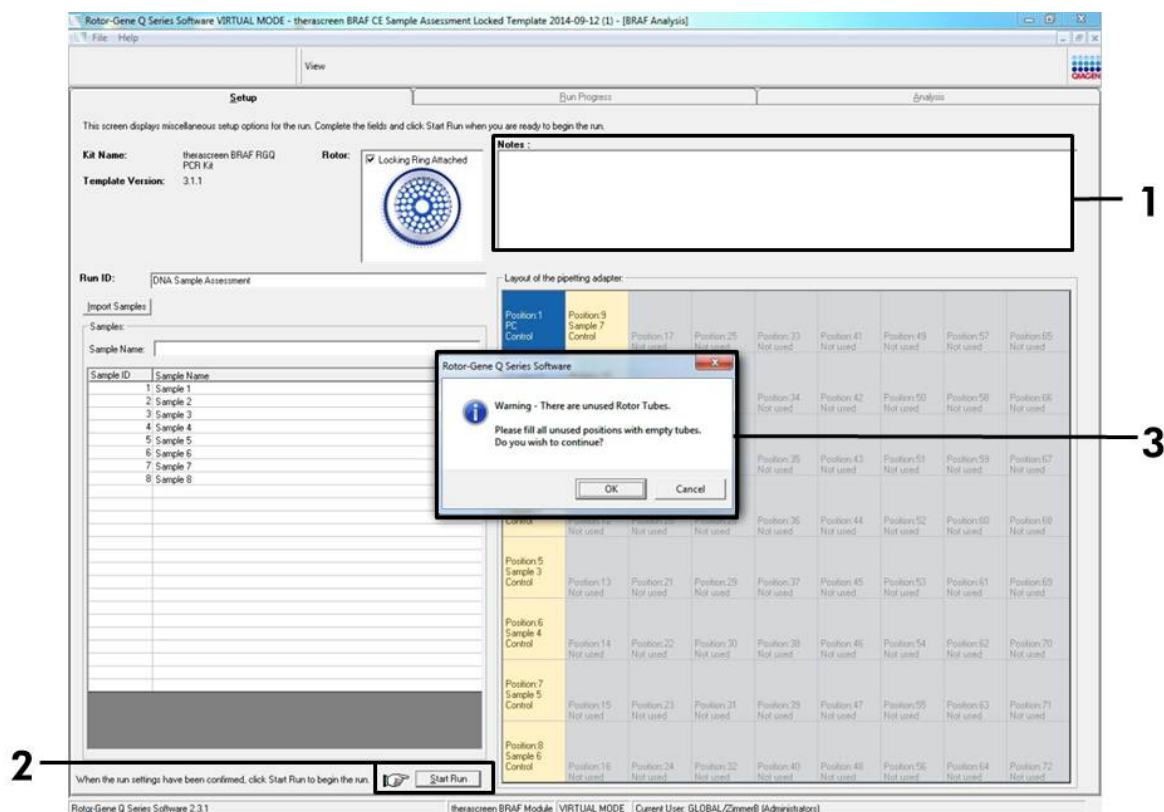 Rotor-Gene Q Series Software VIRTUAL MODE - therascreen BRAF CE Sample Assessment Locked Template 2014-09-12 (1) - [BRAF Analysis]
File Help
View
QIAGEN
Setup
Run Progress
Analysis
This screen displays miscellaneous setup options for the run. Complete the fields and click Start Run when you are ready to begin the run.
Kit Name: therascreen BRAF RGQ
PCR Kit
Template Version: 3.1.1
Rotor:
Locking Ring Attached
Notes :
1
Run ID: DNA Sample Assessment
Import Samples
Samples:
Sample Name:
Sample ID Sample Name
1 Sample 1
2 Sample 2
3 Sample 3
4 Sample 4
5 Sample 5
6 Sample 6
7 Sample 7
8 Sample 8
Layout of the pipetting adapter:
Position:1 Position:9
PC Sample 7
Control Control
Position:17 Position:25 Position:33 Position:41 Position:49 Position:57 Position:65
Not used Not used Not used Not used Not used Not used Not used
Position:34 Position:42 Position:50 Position:58 Position:66
Not used Not used Not used Not used Not used
Position:35 Position:43 Position:51 Position:59 Position:67
Not used Not used Not used Not used Not used
Rotor-Gene Q Series Software
Warning - There are unused Rotor Tubes.
Please fill all unused positions with empty tubes.
Do you wish to continue?
OK Cancel
3
Control
Position:36 Position:44 Position:52 Position:60 Position:68
Not used Not used Not used Not used Not used Not used Not used Not used
Position:5
Sample 3
Control
Position:13 Position:21 Position:29 Position:37 Position:45 Position:53 Position:61 Position:69
Not used Not used Not used Not used Not used Not used Not used Not used
Position:6
Sample 4
Control
Position:14 Position:22 Position:30 Position:38 Position:46 Position:54 Position:62 Position:70
Not used Not used Not used Not used Not used Not used Not used Not used
Position:7
Sample 5
Control
Position:15 Position:23 Position:31 Position:39 Position:47 Position:55 Position:63 Position:71
Not used Not used Not used Not used Not used Not used Not used Not used
Position:8
Sample 6
Control
Position:16 Position:24 Position:32 Position:40 Position:48 Position:56 Position:64 Position:72
Not used Not used Not used Not used Not used Not used Not used Not used
2
When the run settings have been confirmed, click Start Run to begin the run.
Start Run
Rotor-Gene Q Series Software 2.3.1
therascreen BRAF Module VIRTUAL MODE Current User: GLOBAL/ZimmerB (Administrators)